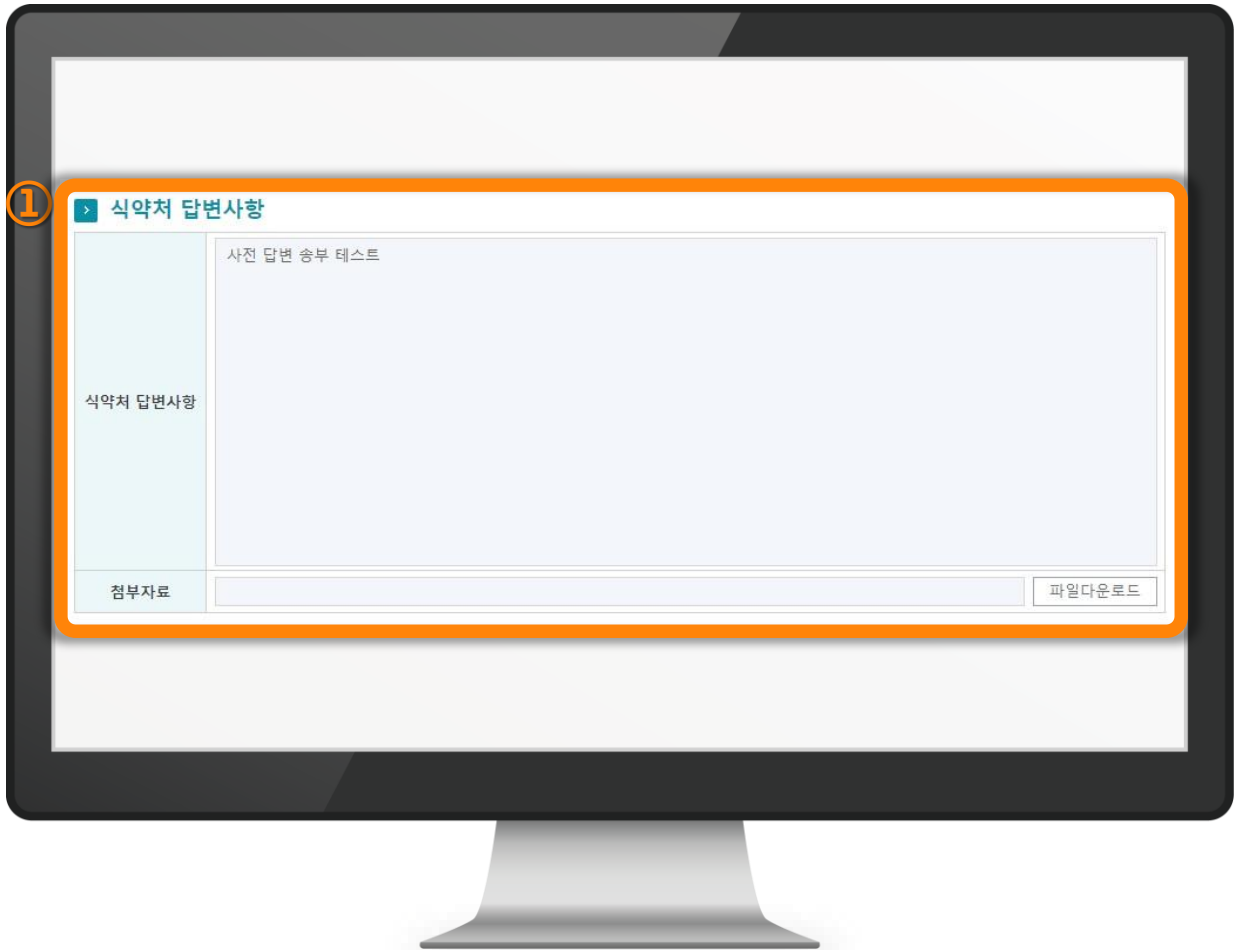 ①
식약처 답변사항
사전 답변 송부 테스트
식약처 답변사항
첨부자료
파일다운로드